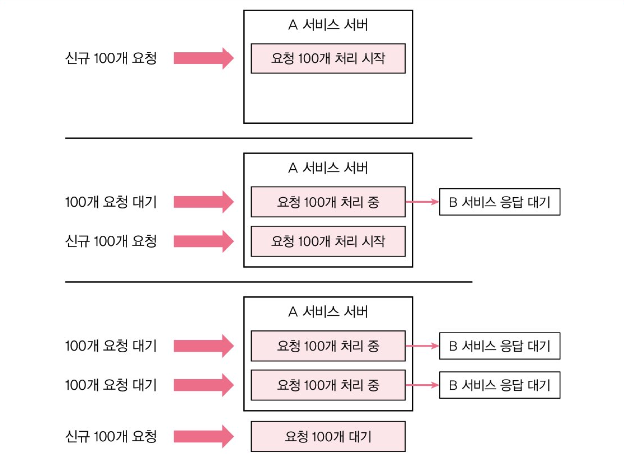 A 서비스 서버
신규 100개 요청
요청 100개 처리 시작
A 서비스 서버
100개 요청 대기
요청 100개 처리 중
B 서비스 응답 대기
신규 100개 요청
요청 100개 처리 시작
A 서비스 서버
100개 요청 대기
요청 100개 처리 중
B 서비스 응답 대기
100개 요청 대기
요청 100개 처리 중
B 서비스 응답 대기
신규 100개 요청
요청 100개 대기